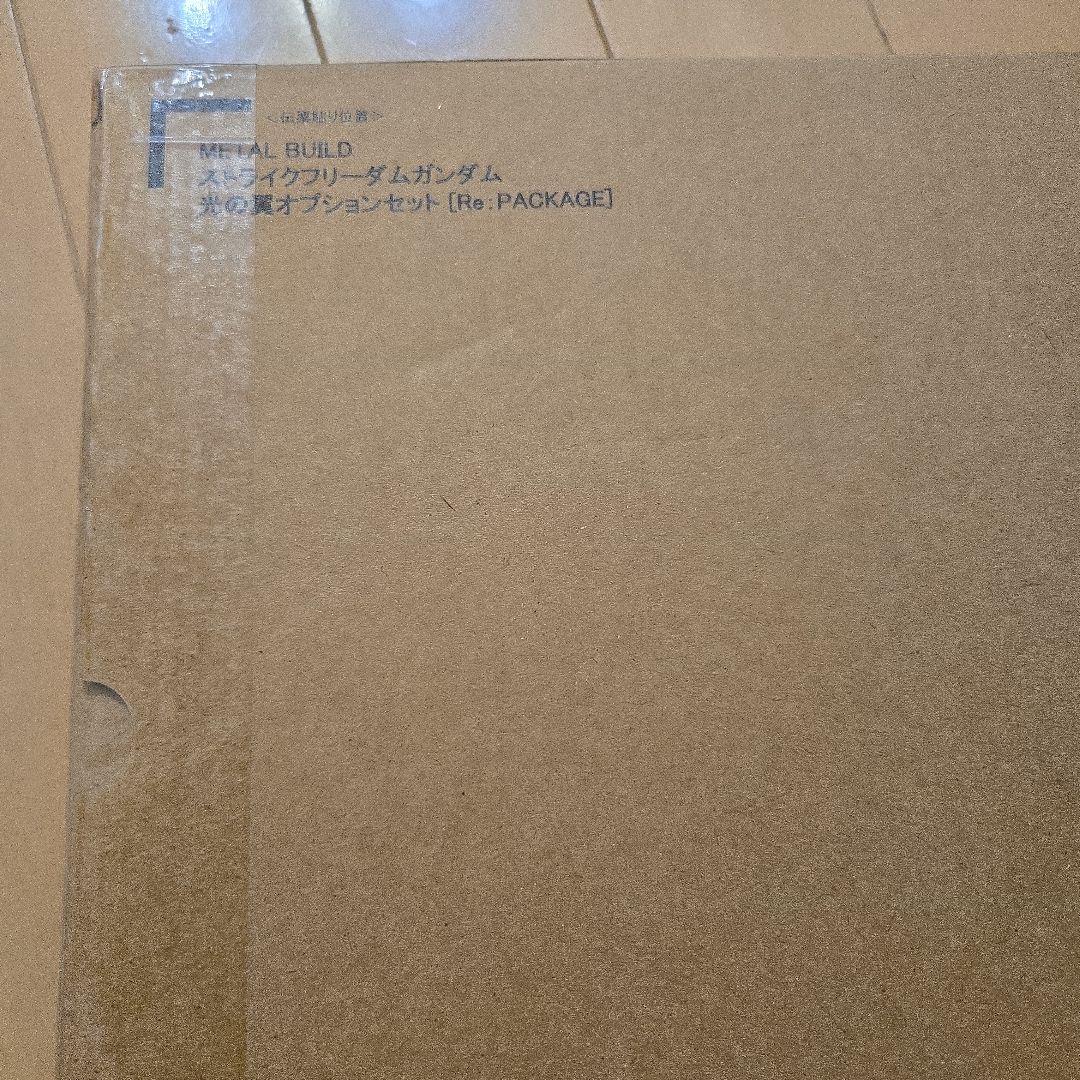 <伝票貼り位置>
METAL BUILD
ストライクフリーダムガンダム
光の翼オプションセット [Re:PACKAGE]